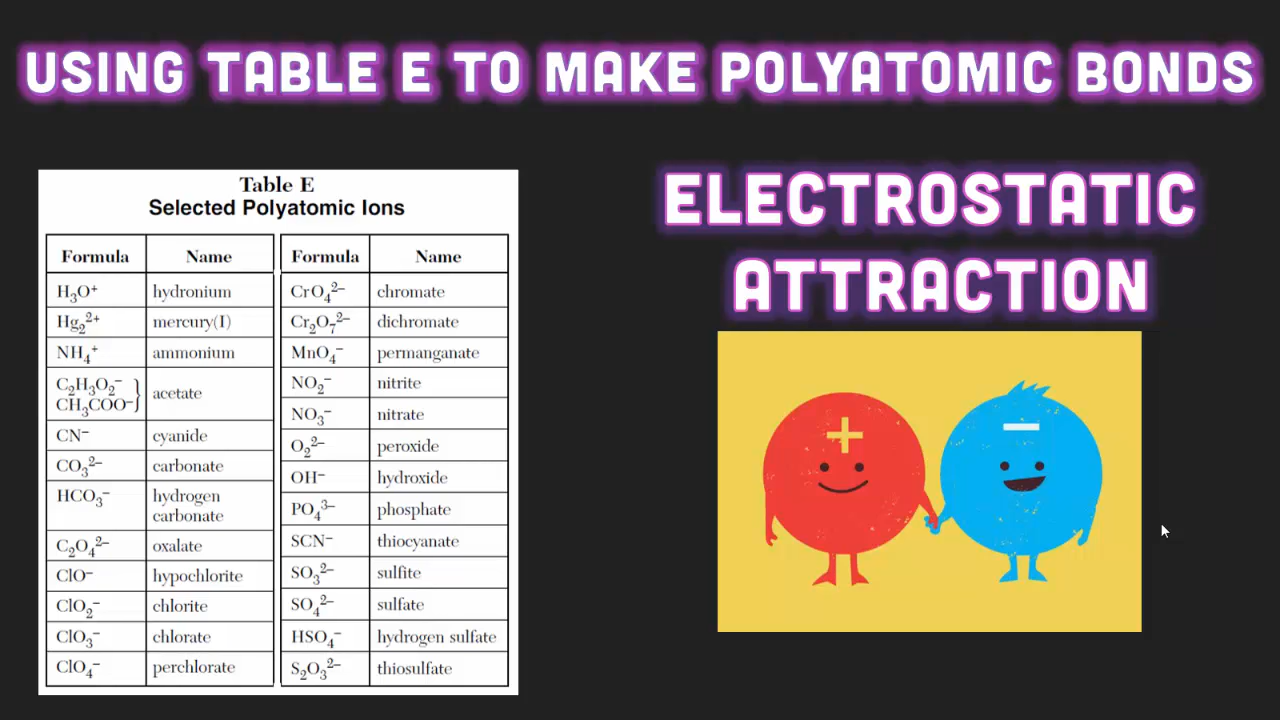 USING TABLE E TO MAKE POLYATOMIC BONDS
Table E
Selected Polyatomic Ions
Formula Name
H₃O⁺ hydronium
Hg₂²⁺ mercury(I)
NH₄⁺ ammonium
C₂H₃O₂⁻
CH₃COO⁻} acetate
CN⁻ cyanide
CO₃²⁻ carbonate
HCO₃⁻ hydrogen
carbonate
C₂O₄²⁻ oxalate
ClO⁻ hypochlorite
ClO₂⁻ chlorite
ClO₃⁻ chlorate
ClO₄⁻ perchlorate
Formula Name
CrO₄²⁻ chromate
Cr₂O₇²⁻ dichromate
MnO₄⁻ permanganate
NO₂⁻ nitrite
NO₃⁻ nitrate
O₂²⁻ peroxide
OH⁻ hydroxide
PO₄³⁻ phosphate
SCN⁻ thiocyanate
SO₃²⁻ sulfite
SO₄²⁻ sulfate
HSO₄⁻ hydrogen sulfate
S₂O₃²⁻ thiosulfate
ELECTROSTATIC
ATTRACTION
+
−